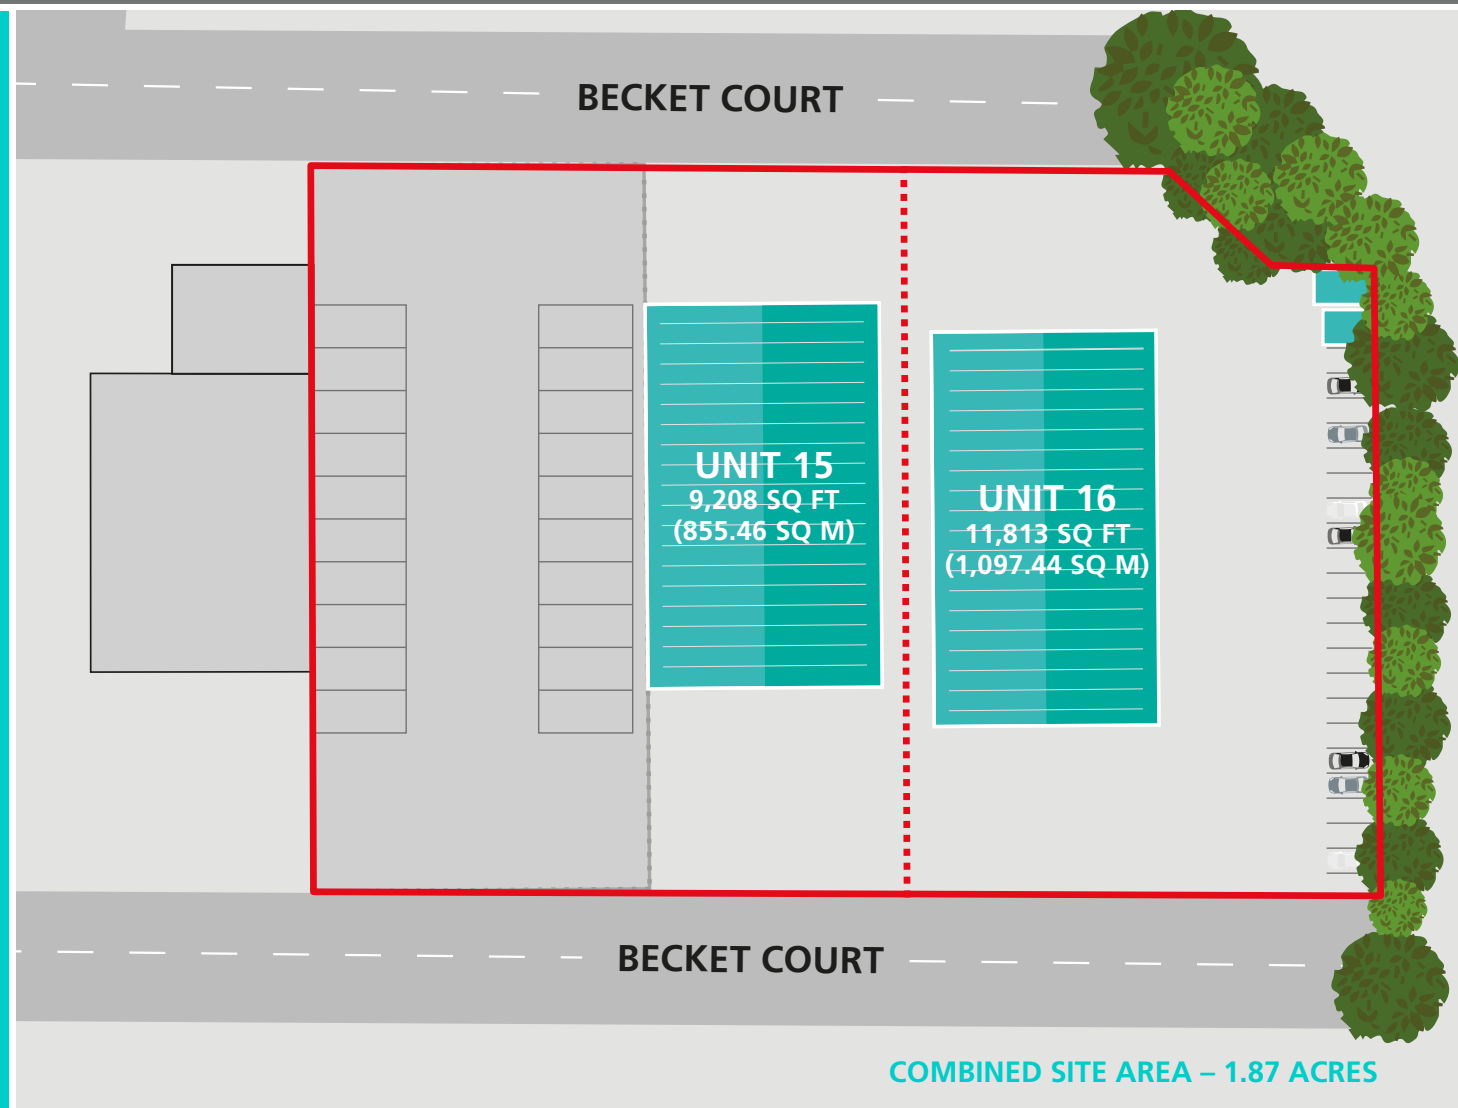 BECKET COURT
UNIT 15
9,208 SQ FT
(855.46 SQ M)
UNIT 16
11,813 SQ FT
(1,097.44 SQ M)
BECKET COURT
COMBINED SITE AREA – 1.87 ACRES